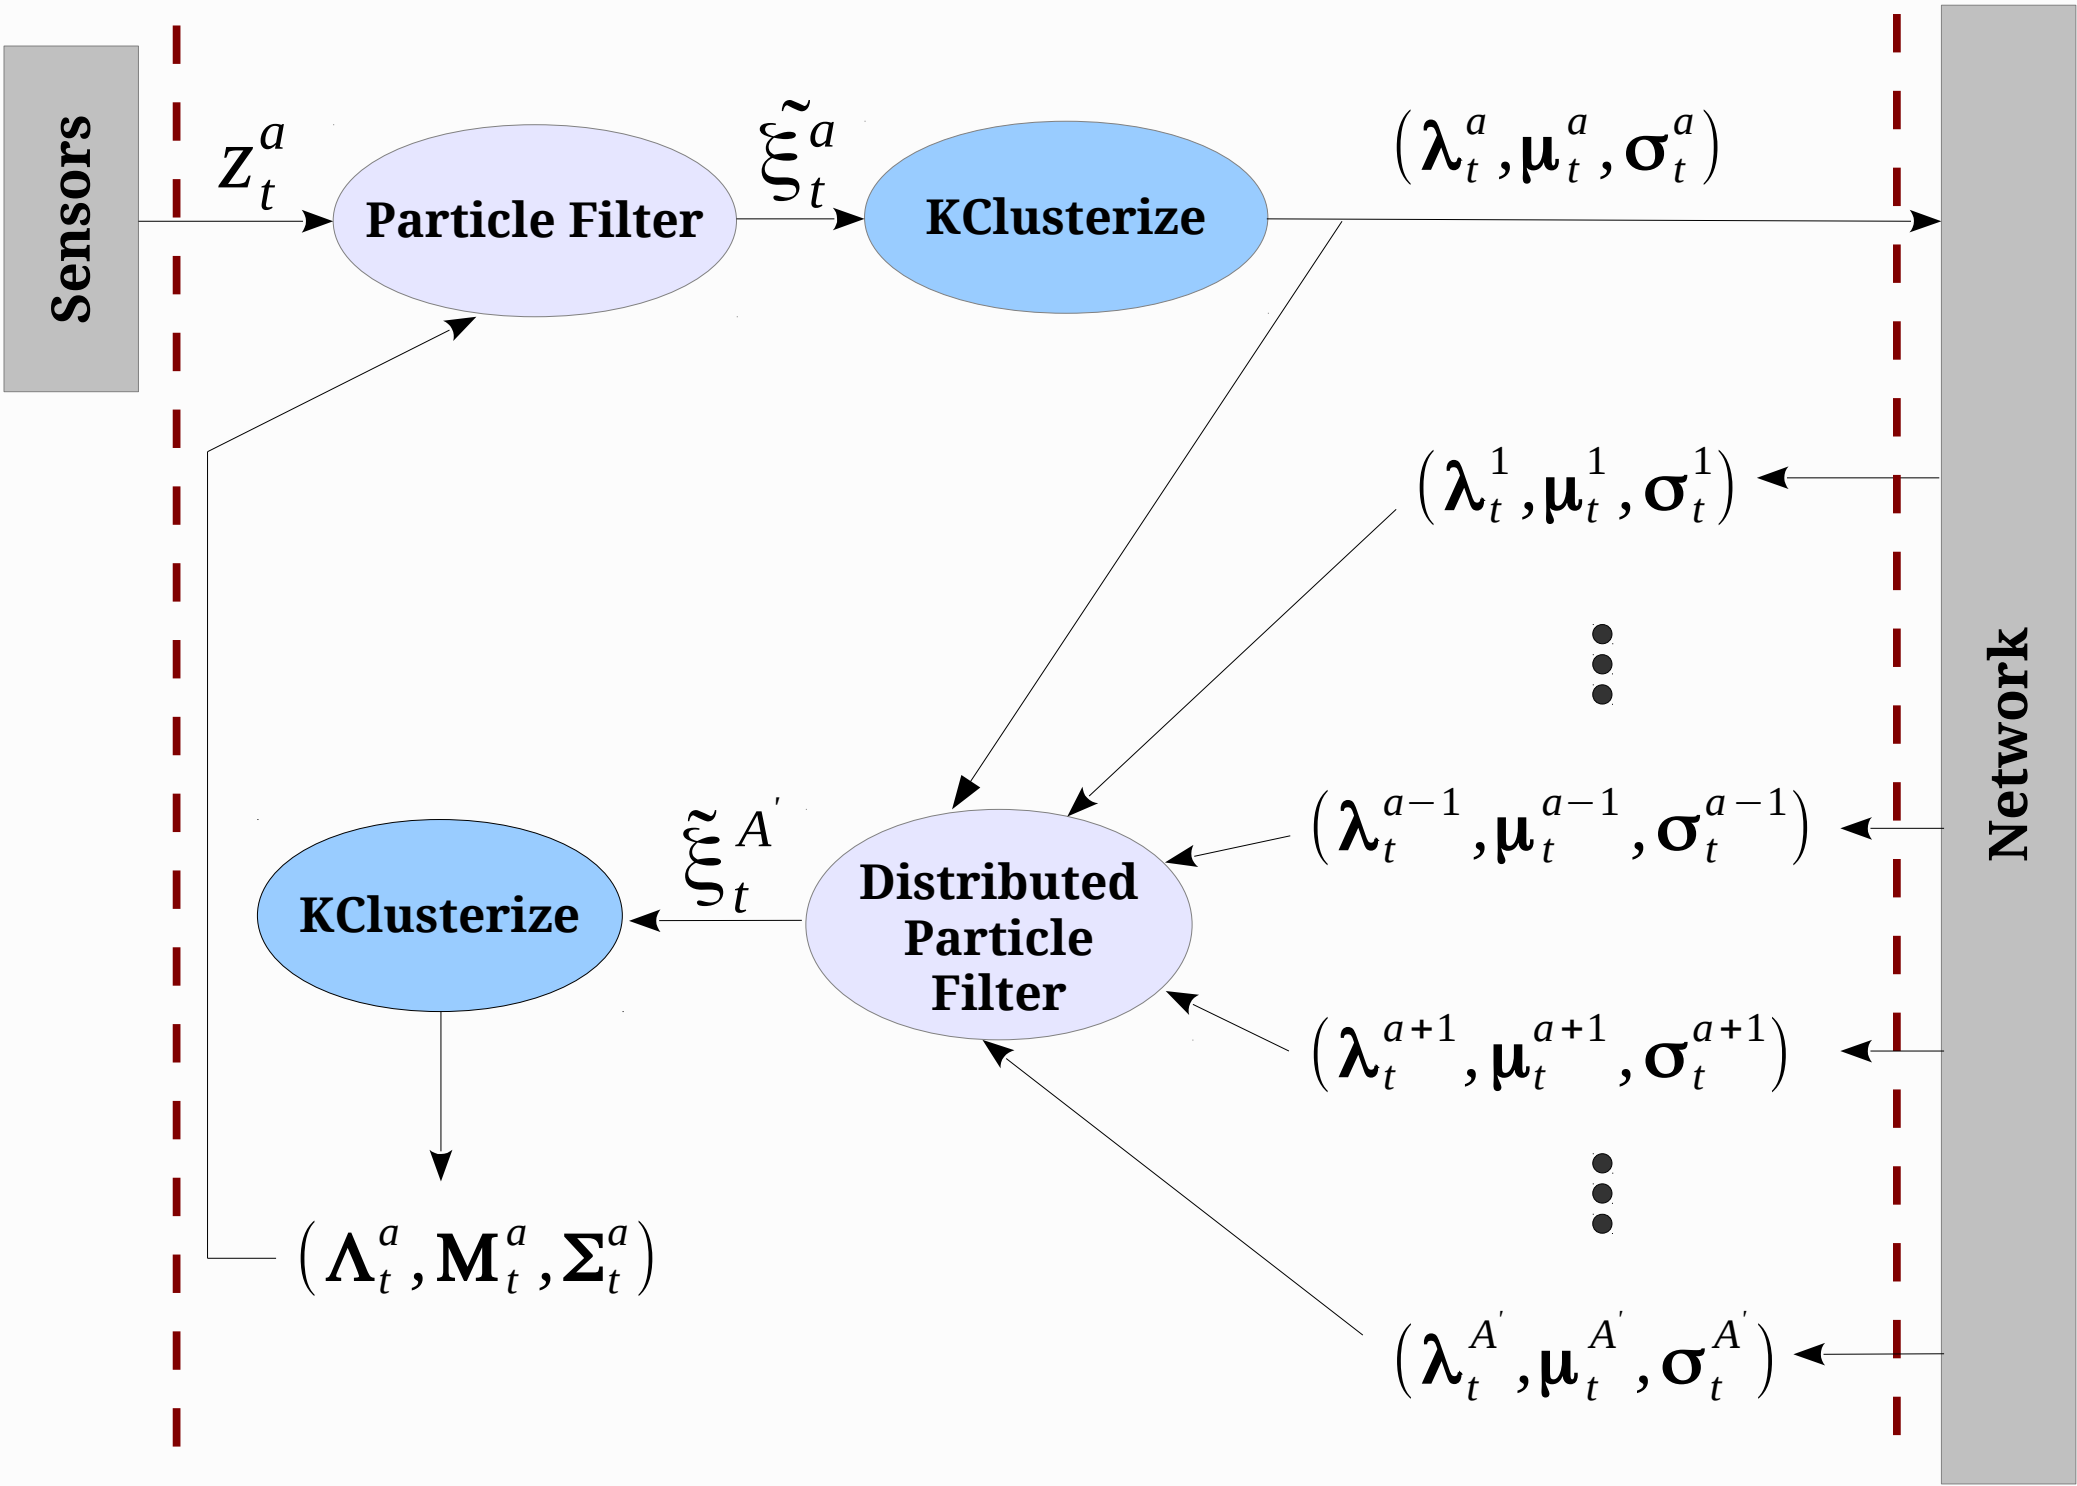 Sensors
z_t^a
Particle Filter
ξ̃_t^a
KClusterize
(λ_t^a, μ_t^a, σ_t^a)
(λ_t^1, μ_t^1, σ_t^1)
Network
(λ_t^{a−1}, μ_t^{a−1}, σ_t^{a−1})
ξ̃_t^{A'}
Distributed
Particle
Filter
KClusterize
(λ_t^{a+1}, μ_t^{a+1}, σ_t^{a+1})
(Λ_t^a, M_t^a, Σ_t^a)
(λ_t^{A'}, μ_t^{A'}, σ_t^{A'})